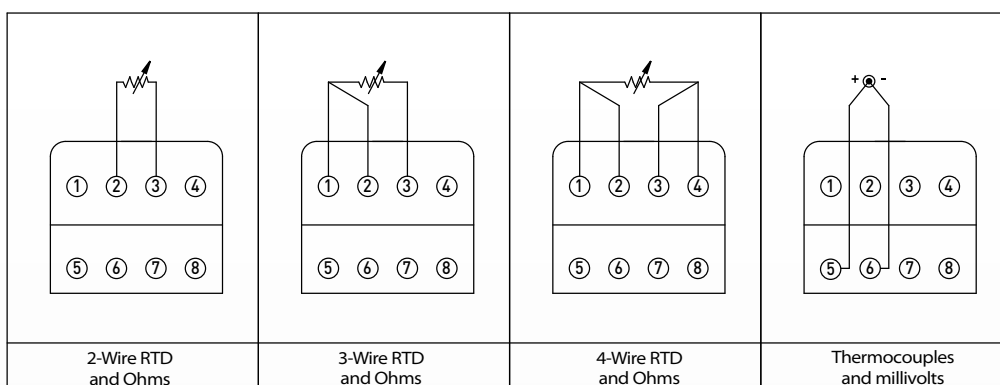 ① ② ③ ④
⑤ ⑥ ⑦ ⑧
2-Wire RTD
and Ohms
① ② ③ ④
⑤ ⑥ ⑦ ⑧
3-Wire RTD
and Ohms
① ② ③ ④
⑤ ⑥ ⑦ ⑧
4-Wire RTD
and Ohms
+ -
① ② ③ ④
⑤ ⑥ ⑦ ⑧
Thermocouples
and millivolts